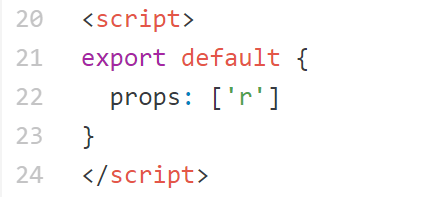 20 <script>
21 export default {
22   props: ['r']
23 }
24 </script>